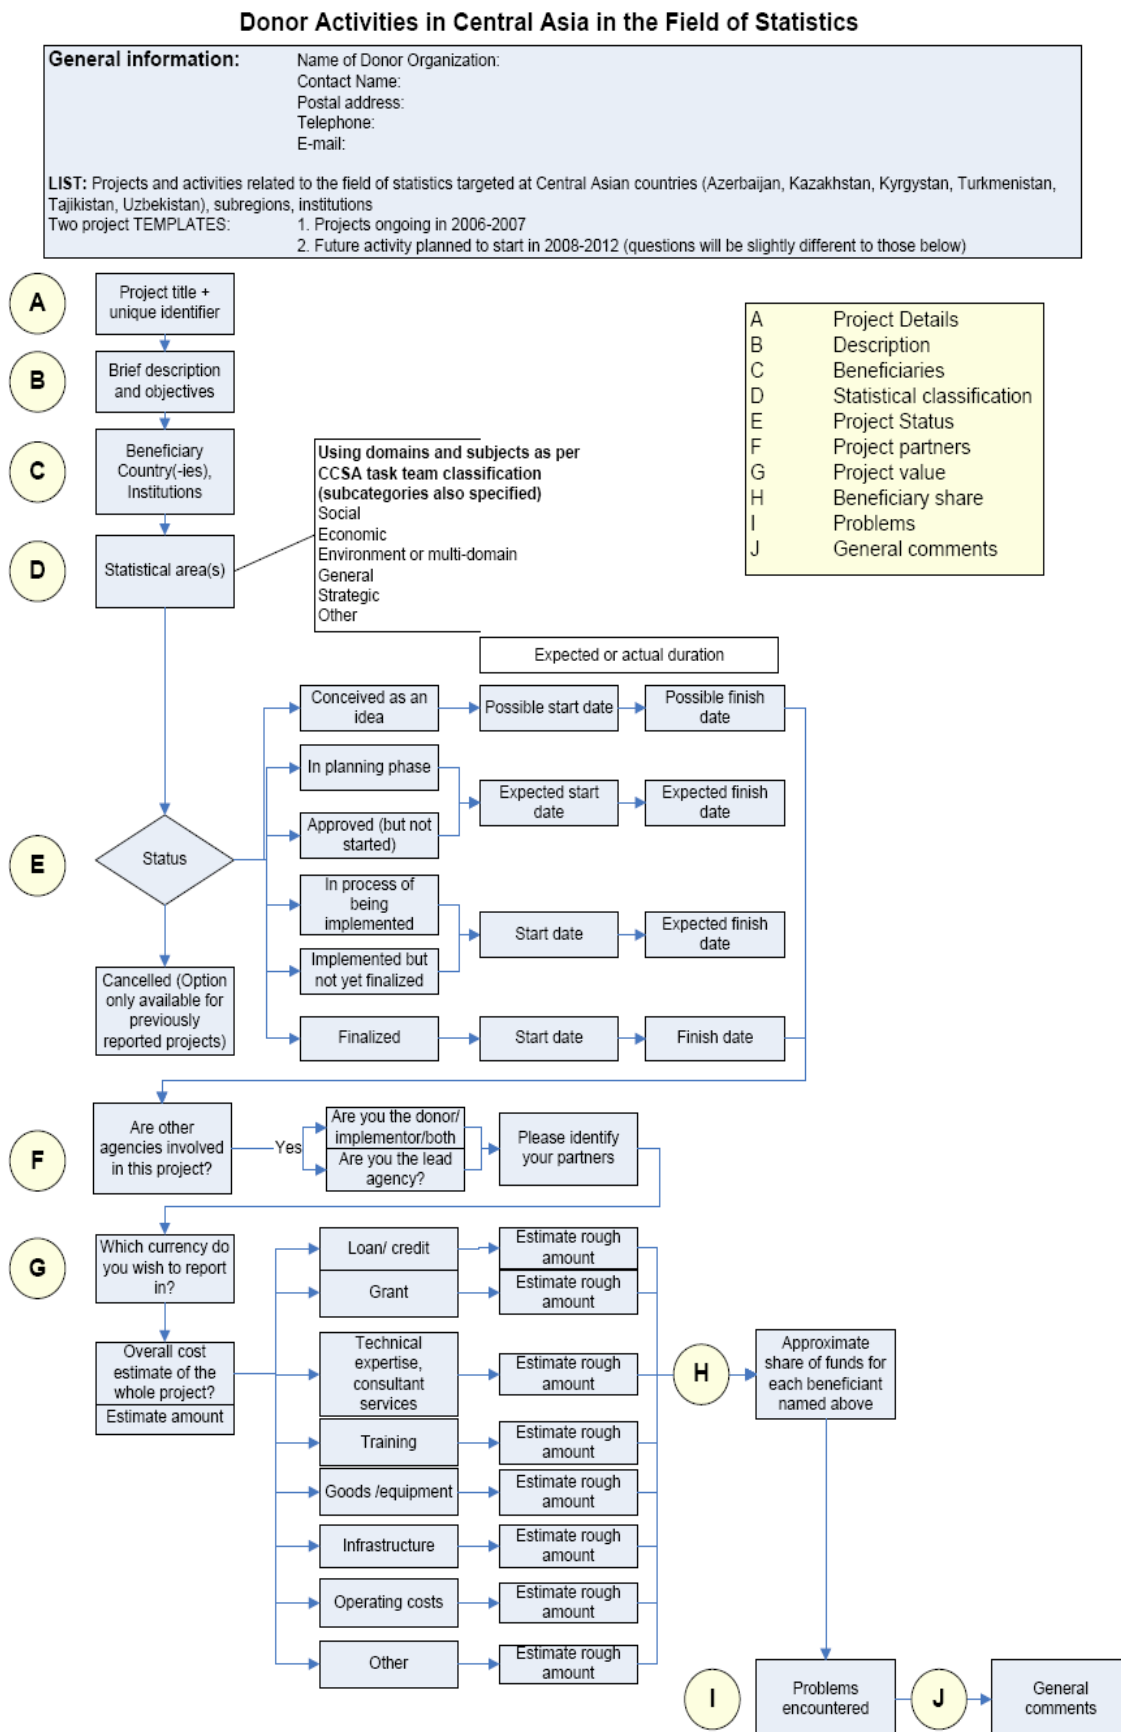 Donor Activities in Central Asia in the Field of Statistics
General information:
Name of Donor Organization:
Contact Name:
Postal address:
Telephone:
E-mail:
LIST: Projects and activities related to the field of statistics targeted at Central Asian countries (Azerbaijan, Kazakhstan, Kyrgystan, Turkmenistan,
Tajikistan, Uzbekistan), subregions, institutions
Two project TEMPLATES: 1. Projects ongoing in 2006-2007
2. Future activity planned to start in 2008-2012 (questions will be slightly different to those below)
A
Project title +
unique identifier
A Project Details
B Description
C Beneficiaries
D Statistical classification
E Project Status
F Project partners
G Project value
H Beneficiary share
I Problems
J General comments
B
Brief description
and objectives
C
Beneficiary
Country(-ies),
Institutions
D
Statistical area(s)
Using domains and subjects as per
CCSA task team classification
(subcategories also specified)
Social
Economic
Environment or multi-domain
General
Strategic
Other
Expected or actual duration
E
Status
Cancelled (Option
only available for
previously
reported projects)
Conceived as an
idea
Possible start date
Possible finish
date
In planning phase
Approved (but not
started)
Expected start
date
Expected finish
date
In process of
being
implemented
Implemented but
not yet finalized
Start date
Expected finish
date
Finalized
Start date
Finish date
F
Are other
agencies involved
in this project?
Yes
Are you the donor/
implementor/both
Are you the lead
agency?
Please identify
your partners
G
Which currency do
you wish to report
in?
Overall cost
estimate of the
whole project?
Estimate amount
Loan/ credit
Estimate rough
amount
Grant
Estimate rough
amount
Technical
expertise,
consultant
services
Estimate rough
amount
Training
Estimate rough
amount
Goods /equipment
Estimate rough
amount
Infrastructure
Estimate rough
amount
Operating costs
Estimate rough
amount
Other
Estimate rough
amount
H
Approximate
share of funds for
each beneficiant
named above
I
Problems
encountered
J
General
comments